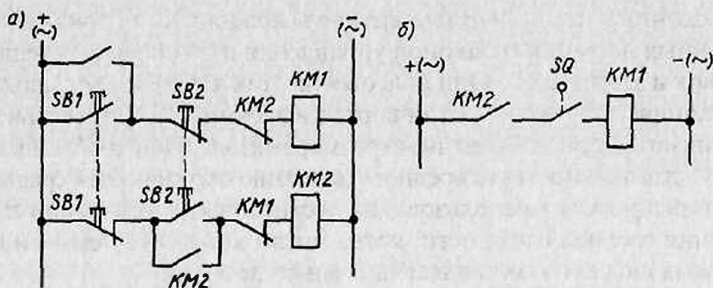 а) + (~)
− (~)
б)
SB1 SB2 KM2 KM1
SB1 SB2 KM1 KM2
KM2
+(~) KM2 SQ KM1 −(~)